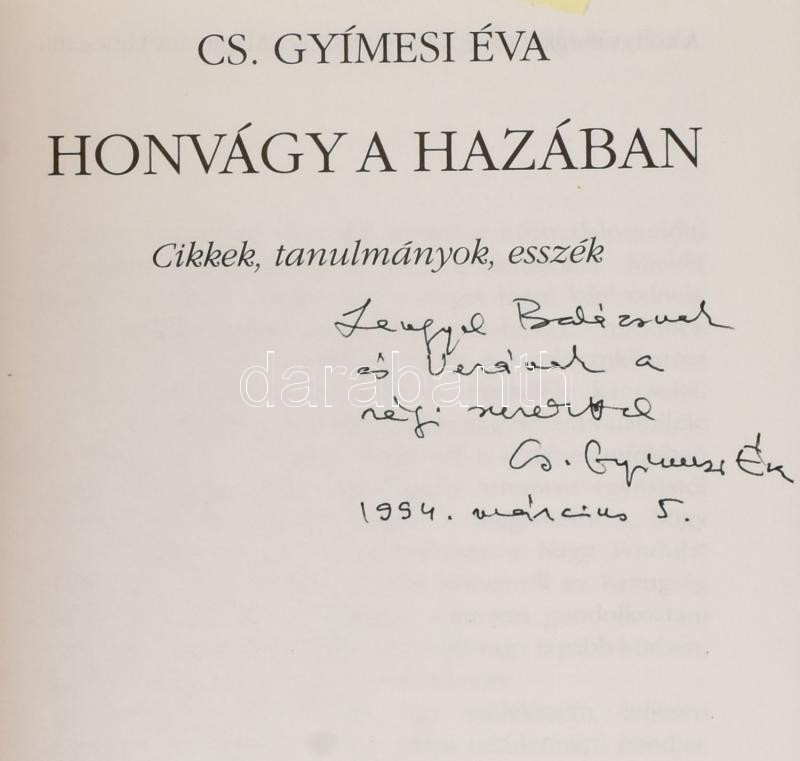 CS. GYÍMESI ÉVA
HONVÁGY A HAZÁBAN
Cikkek, tanulmányok, esszék
Lengyel Balázsnak
és Verának a
régi szeretettel
Cs. Gyímesi Éva
1994. március 5.
darabanth